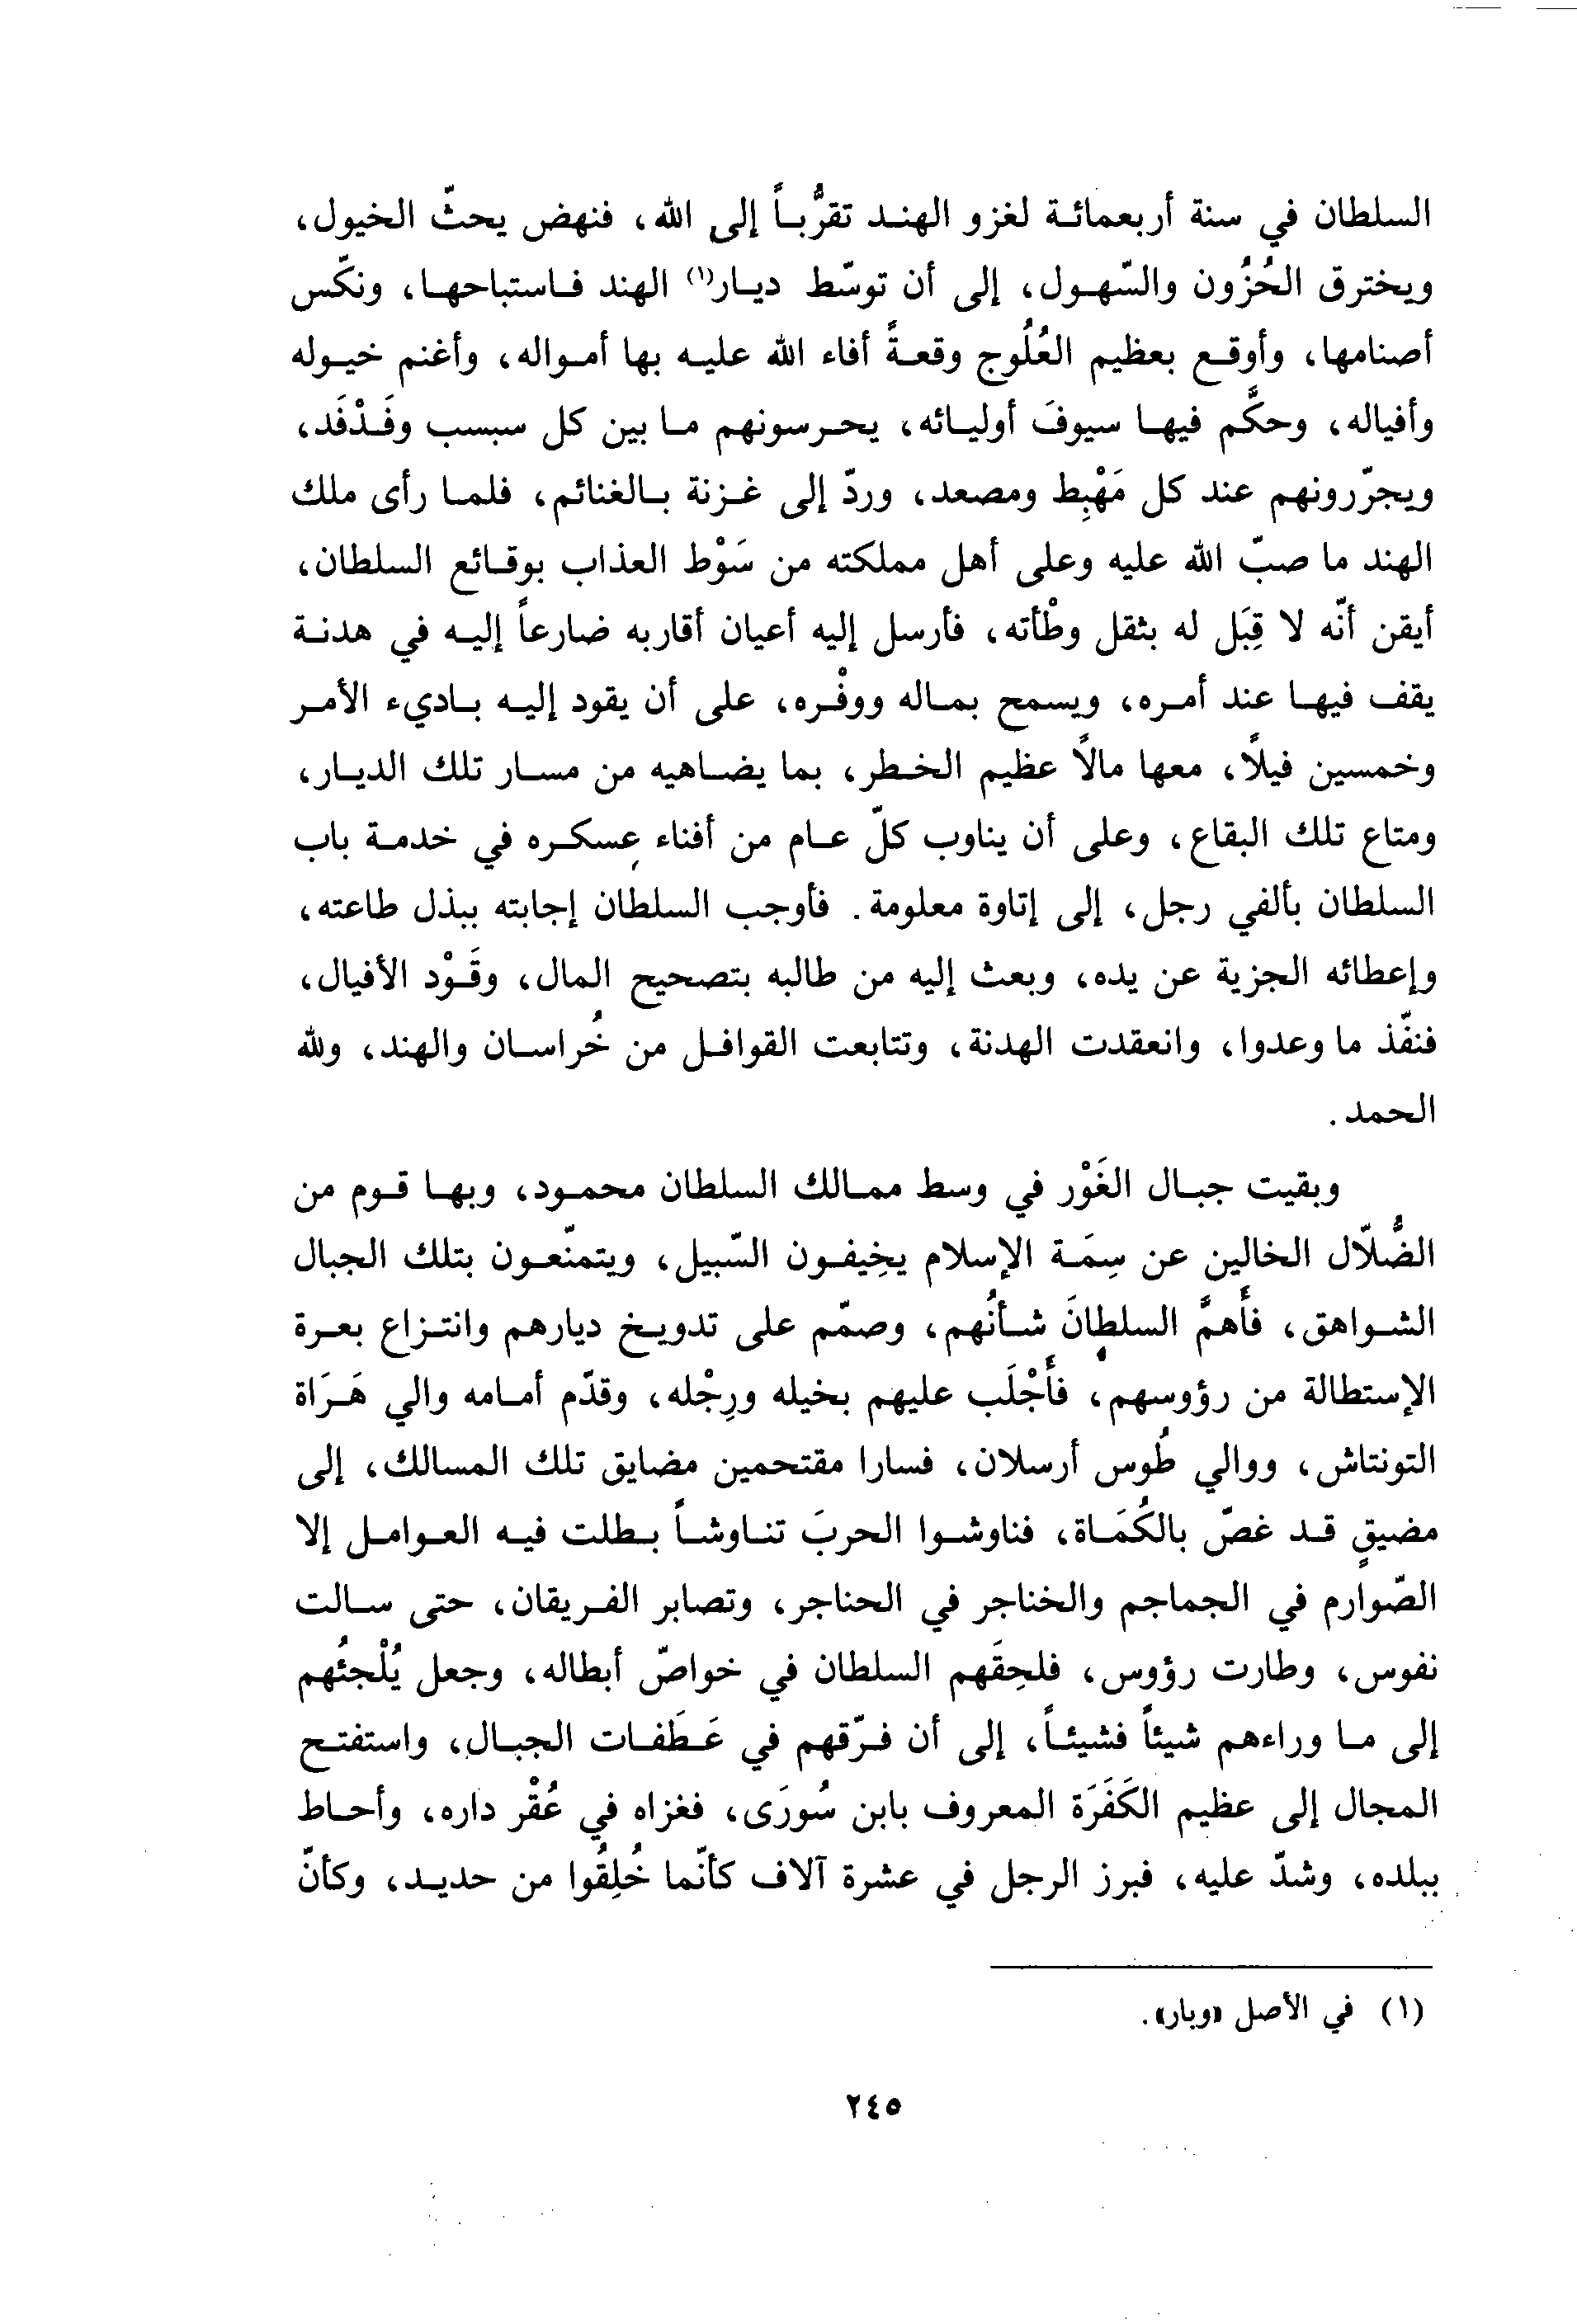 السلطان في سنة أربعمائة لغزو الهند تقرُّباً إلى الله، فنهض يحثّ الخيول،
ويخترق الحُزُون والسّهول، إلى أن توسّط ديار(١) الهند فاستباحها، ونكّس
أصنامها، وأوقع بعظيم العُلُوج وقعةً أفاء الله عليه بها أمواله، وأغنم خيوله
وأفياله، وحكَّم فيها سيوفَ أوليائه، يحرسونهم ما بين كل سبسب وفَدْفَد،
ويجرّرونهم عند كل مَهْبِط ومصعد، وردّ إلى غزنة بالغنائم، فلما رأى ملك
الهند ما صبّ الله عليه وعلى أهل مملكته من سَوْط العذاب بوقائع السلطان،
أيقن أنّه لا قِبَل له بثقل وطْأته، فأرسل إليه أعيان أقاربه ضارعاً إليه في هدنة
يقف فيها عند أمره، ويسمح بماله ووفْره، على أن يقود إليه باديء الأمر
وخمسين فيلًا، معها مالًا عظيم الخطر، بما يضاهيه من مسار تلك الديار،
ومتاع تلك البقاع، وعلى أن يناوب كلّ عام من أفناء عسكره في خدمة باب
السلطان بألفي رجل، إلى إتاوة معلومة. فأوجب السلطان إجابته ببذل طاعته،
وإعطائه الجزية عن يده، وبعث إليه من طالبه بتصحيح المال، وقَوْد الأفيال،
فنفّذ ما وعدوا، وانعقدت الهدنة، وتتابعت القوافل من خُراسان والهند، ولله
الحمد.
وبقيت جبال الغَوْر في وسط ممالك السلطان محمود، وبها قوم من
الضُّلّال الخالين عن سِمَة الإسلام يخِيفون السّبيل، ويتمنّعون بتلك الجبال
الشواهق، فأَهمَّ السلطانَ شأنُهم، وصمّم على تدويخ ديارهم وانتزاع بعرة
الإستطالة من رؤوسهم، فأَجْلَب عليهم بخيله ورِجْله، وقدّم أمامه والي هَرَاة
التونتاش، ووالي طُوس أرسلان، فسارا مقتحمين مضايق تلك المسالك، إلى
مضيقٍ قد غصّ بالكُمَاة، فناوشوا الحربَ تناوشاً بطلت فيه العوامل إلا
الصّوارم في الجماجم والخناجر في الحناجر، وتصابر الفريقان، حتى سالت
نفوس، وطارت رؤوس، فلحِقَهم السلطان في خواصّ أبطاله، وجعل يُلْجئُهم
إلى ما وراءهم شيئاً فشيئاً، إلى أن فرّقهم في عَطَفات الجبال، واستفتح
المجال إلى عظيم الكَفَرَة المعروف بابن سُورَى، فغزاه في عُقْر داره، وأحاط
ببلده، وشدّ عليه، فبرز الرجل في عشرة آلاف كأنّما خُلِقُوا من حديد، وكأنّ
(١) في الأصل «وبار».
٢٤٥